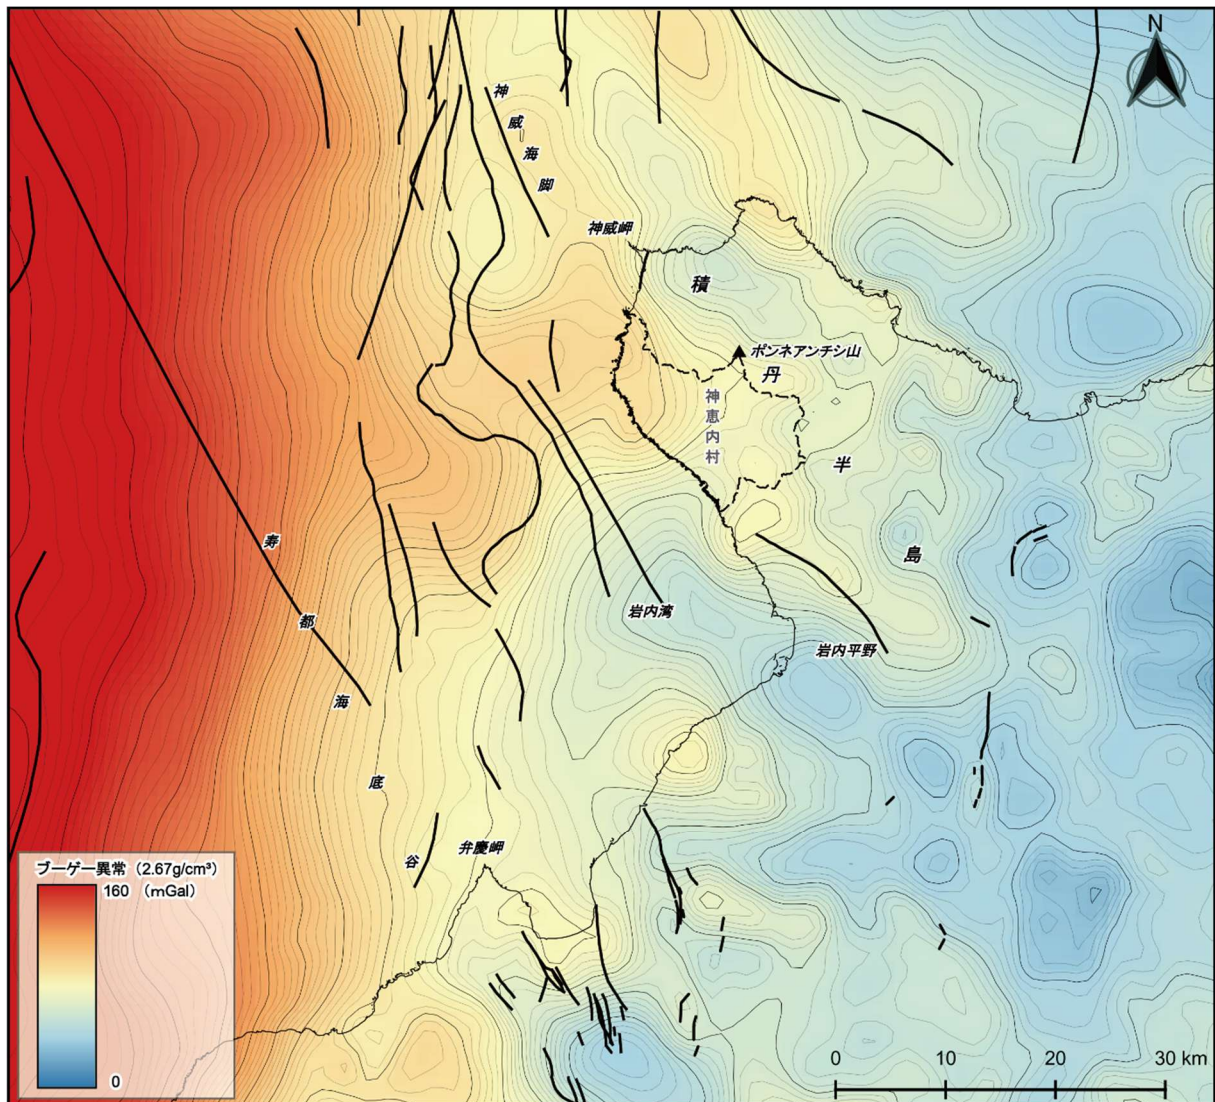 N
神威海脚
神威岬
積丹半島
ポンネアンチシ山
神恵内村
寿都海底谷
岩内湾
岩内平野
弁慶岬
ブーゲー異常（2.67g/cm³）
160 （mGal）
0
0 10 20 30 km